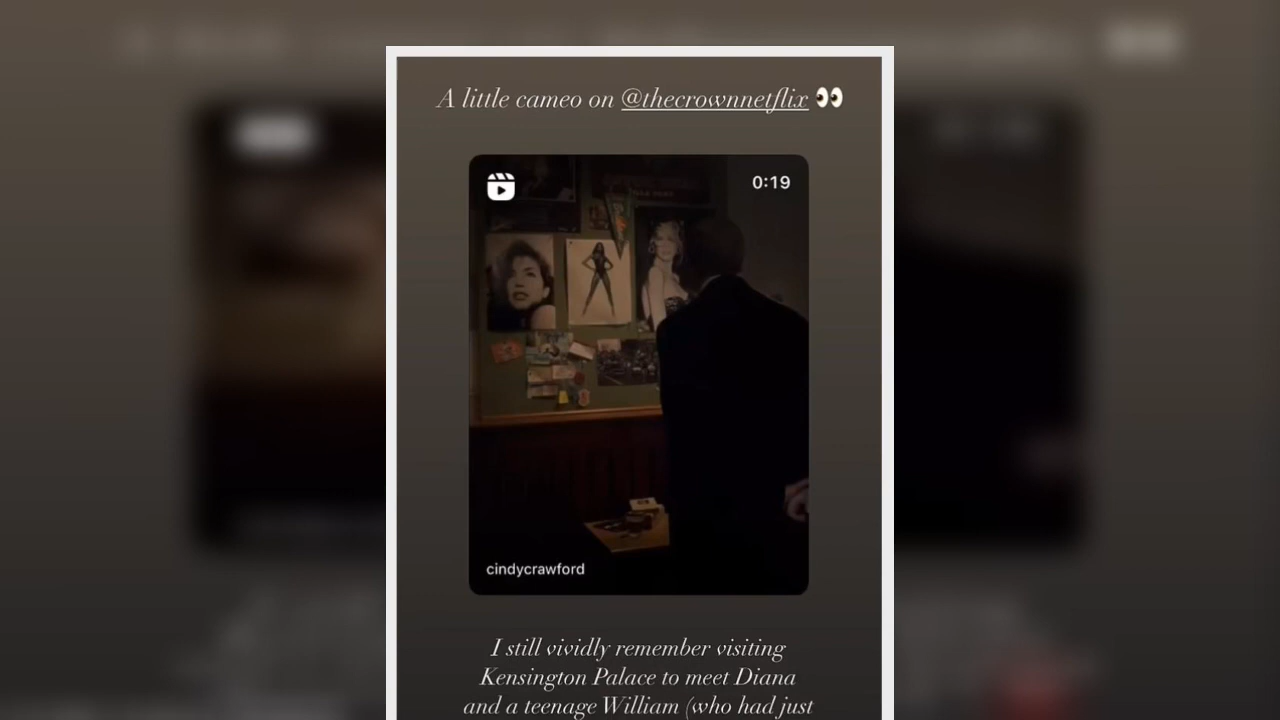 A little cameo on @thecrownnetflix 👀
0:19
cindycrawford
I still vividly remember visiting
Kensington Palace to meet Diana
and a teenage William (who had just